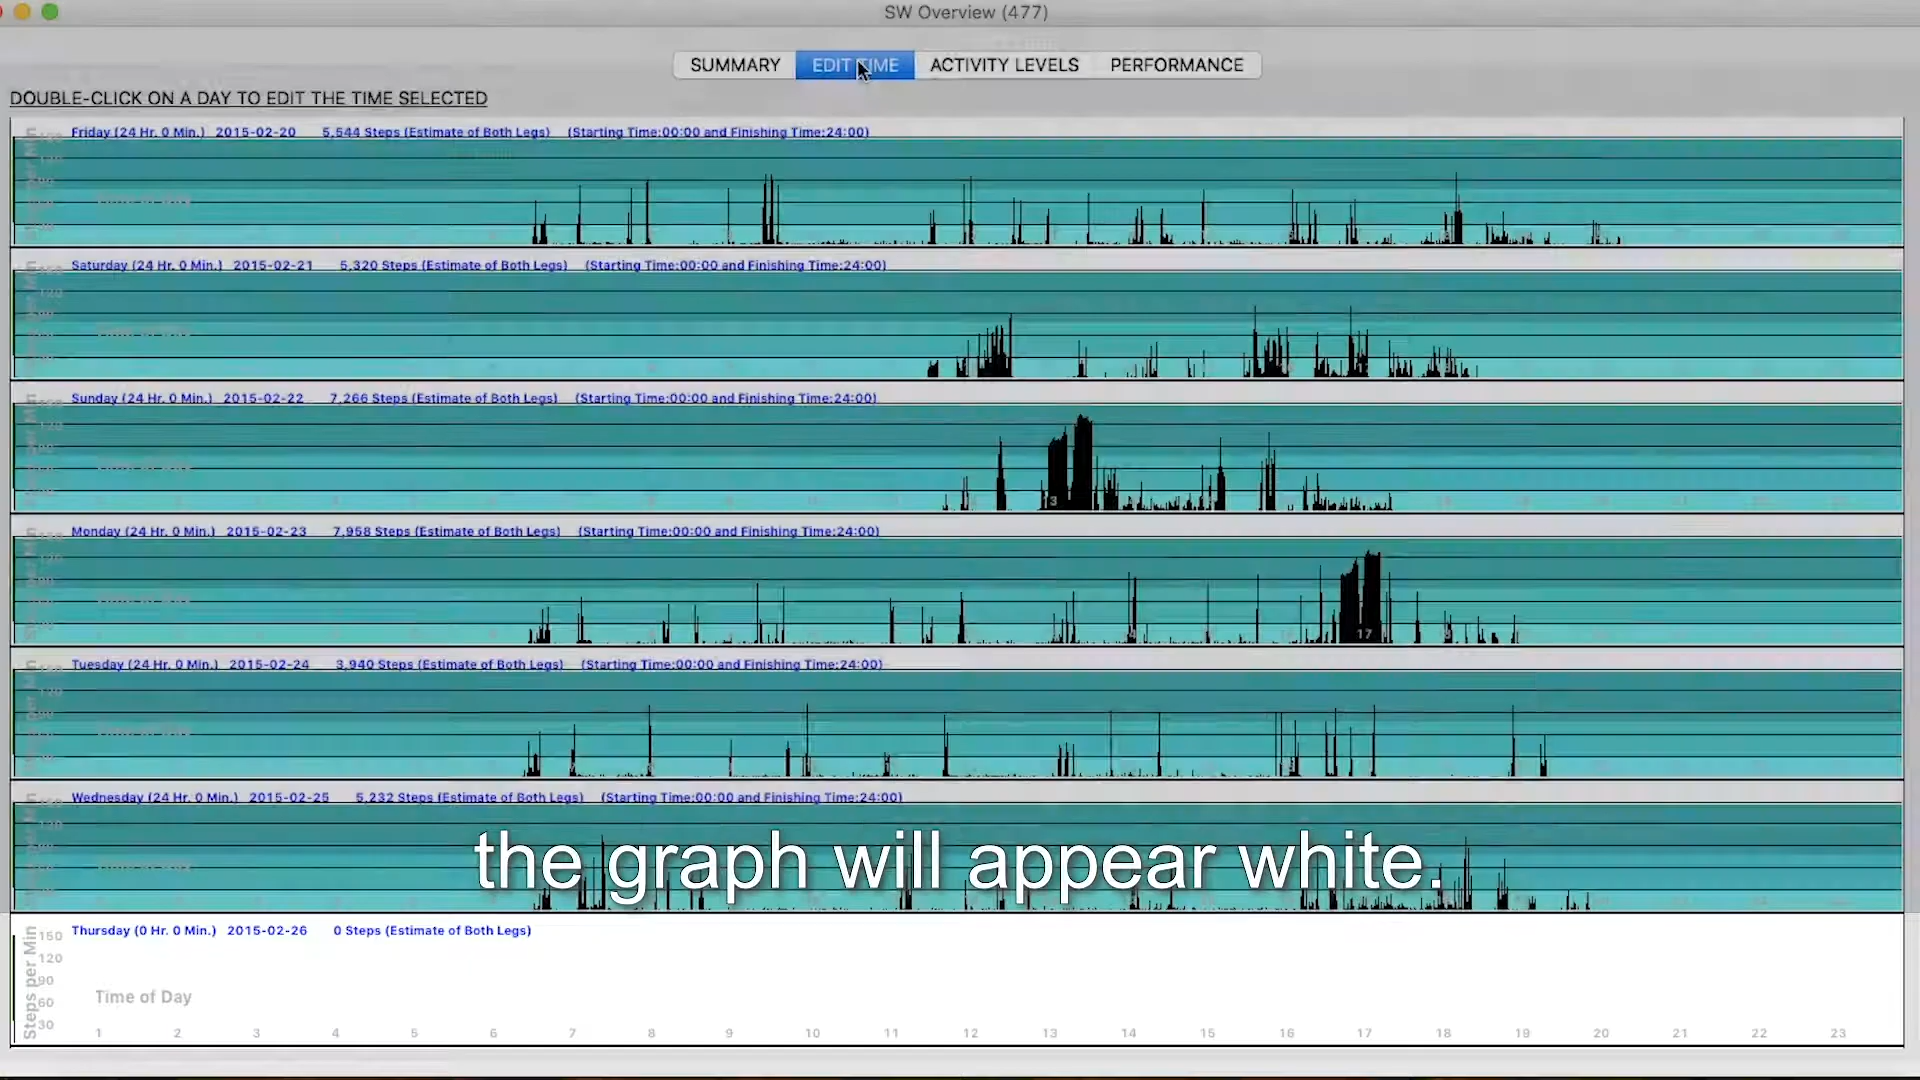 SW Overview (477)
SUMMARY EDIT TIME ACTIVITY LEVELS PERFORMANCE
DOUBLE-CLICK ON A DAY TO EDIT THE TIME SELECTED
Friday (24 Hr. 0 Min.) 2015-02-20 5,544 Steps (Estimate of Both Legs) (Starting Time:00:00 and Finishing Time:24:00)
Saturday (24 Hr. 0 Min.) 2015-02-21 5,320 Steps (Estimate of Both Legs) (Starting Time:00:00 and Finishing Time:24:00)
Sunday (24 Hr. 0 Min.) 2015-02-22 7,266 Steps (Estimate of Both Legs) (Starting Time:00:00 and Finishing Time:24:00)
Monday (24 Hr. 0 Min.) 2015-02-23 7,958 Steps (Estimate of Both Legs) (Starting Time:00:00 and Finishing Time:24:00)
17
Tuesday (24 Hr. 0 Min.) 2015-02-24 3,940 Steps (Estimate of Both Legs) (Starting Time:00:00 and Finishing Time:24:00)
Wednesday (24 Hr. 0 Min.) 2015-02-25 5,232 Steps (Estimate of Both Legs) (Starting Time:00:00 and Finishing Time:24:00)
the graph will appear white.
Thursday (0 Hr. 0 Min.) 2015-02-26 0 Steps (Estimate of Both Legs)
Steps per Min
150
120
90
60
30
Time of Day
1 2 3 4 5 6 7 8 9 10 11 12 13 14 15 16 17 18 19 20 21 22 23